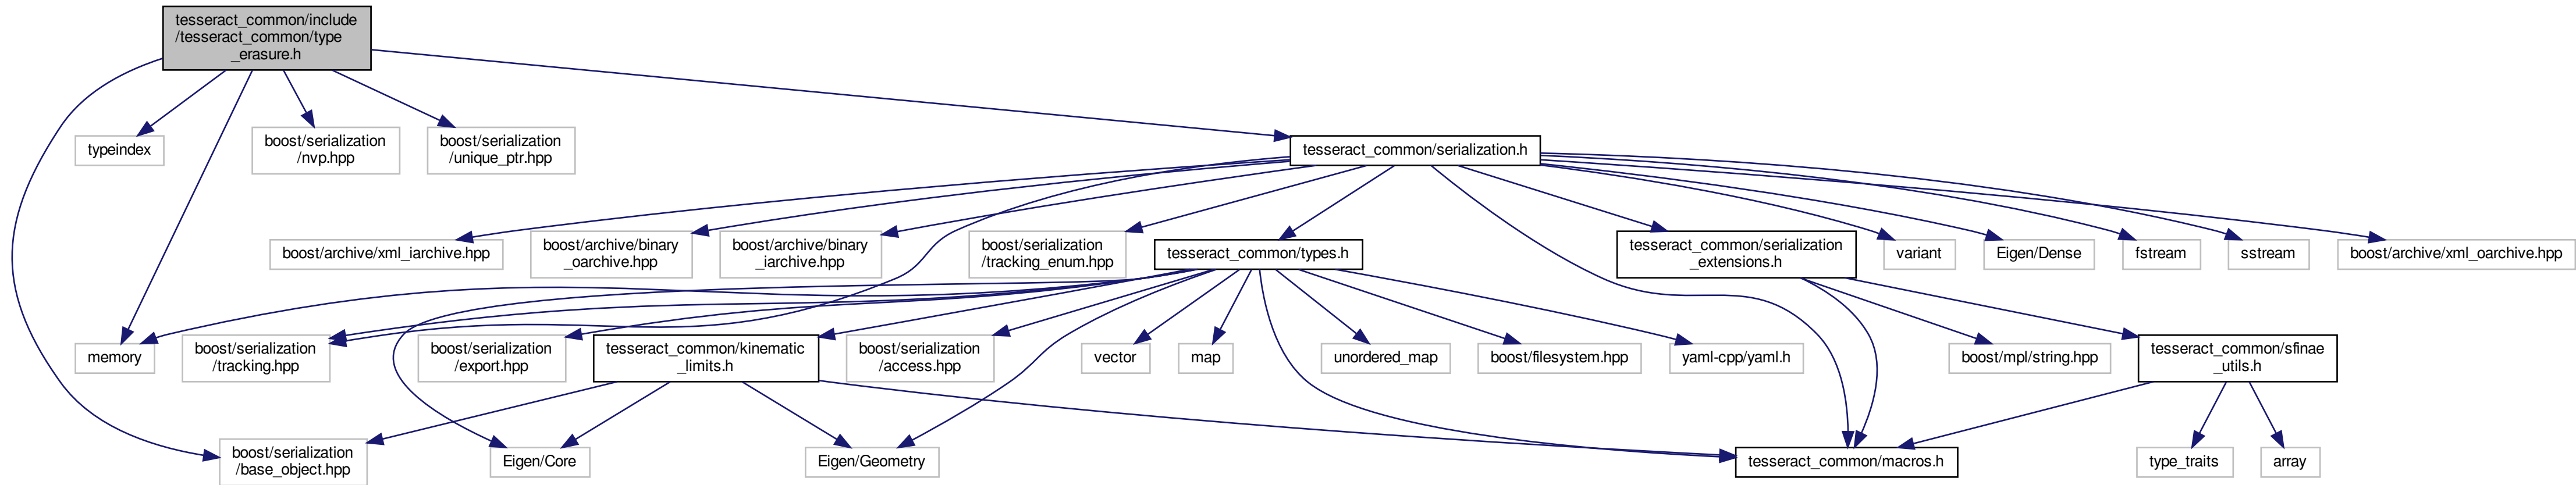 tesseract_common/include
/tesseract_common/type
_erasure.h
typeindex
boost/serialization
/nvp.hpp
boost/serialization
/unique_ptr.hpp
tesseract_common/serialization.h
boost/archive/xml_iarchive.hpp
boost/archive/binary
_oarchive.hpp
boost/archive/binary
_iarchive.hpp
boost/serialization
/tracking_enum.hpp
tesseract_common/types.h
tesseract_common/serialization
_extensions.h
variant
Eigen/Dense
fstream
sstream
boost/archive/xml_oarchive.hpp
memory
boost/serialization
/tracking.hpp
boost/serialization
/export.hpp
tesseract_common/kinematic
_limits.h
boost/serialization
/access.hpp
vector
map
unordered_map
boost/filesystem.hpp
yaml-cpp/yaml.h
boost/mpl/string.hpp
tesseract_common/sfinae
_utils.h
boost/serialization
/base_object.hpp
Eigen/Core
Eigen/Geometry
tesseract_common/macros.h
type_traits
array